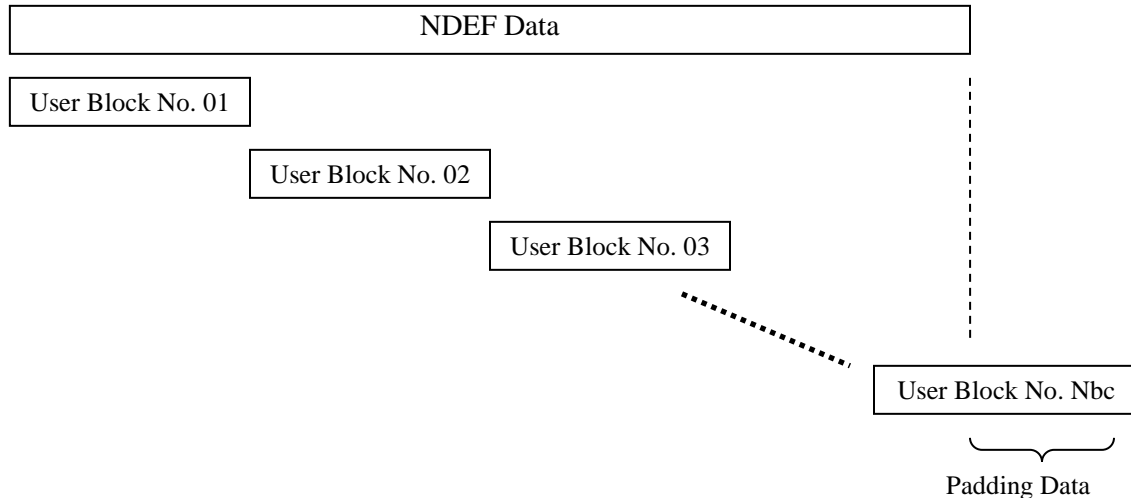 NDEF Data
User Block No. 01
User Block No. 02
User Block No. 03
User Block No. Nbc
Padding Data